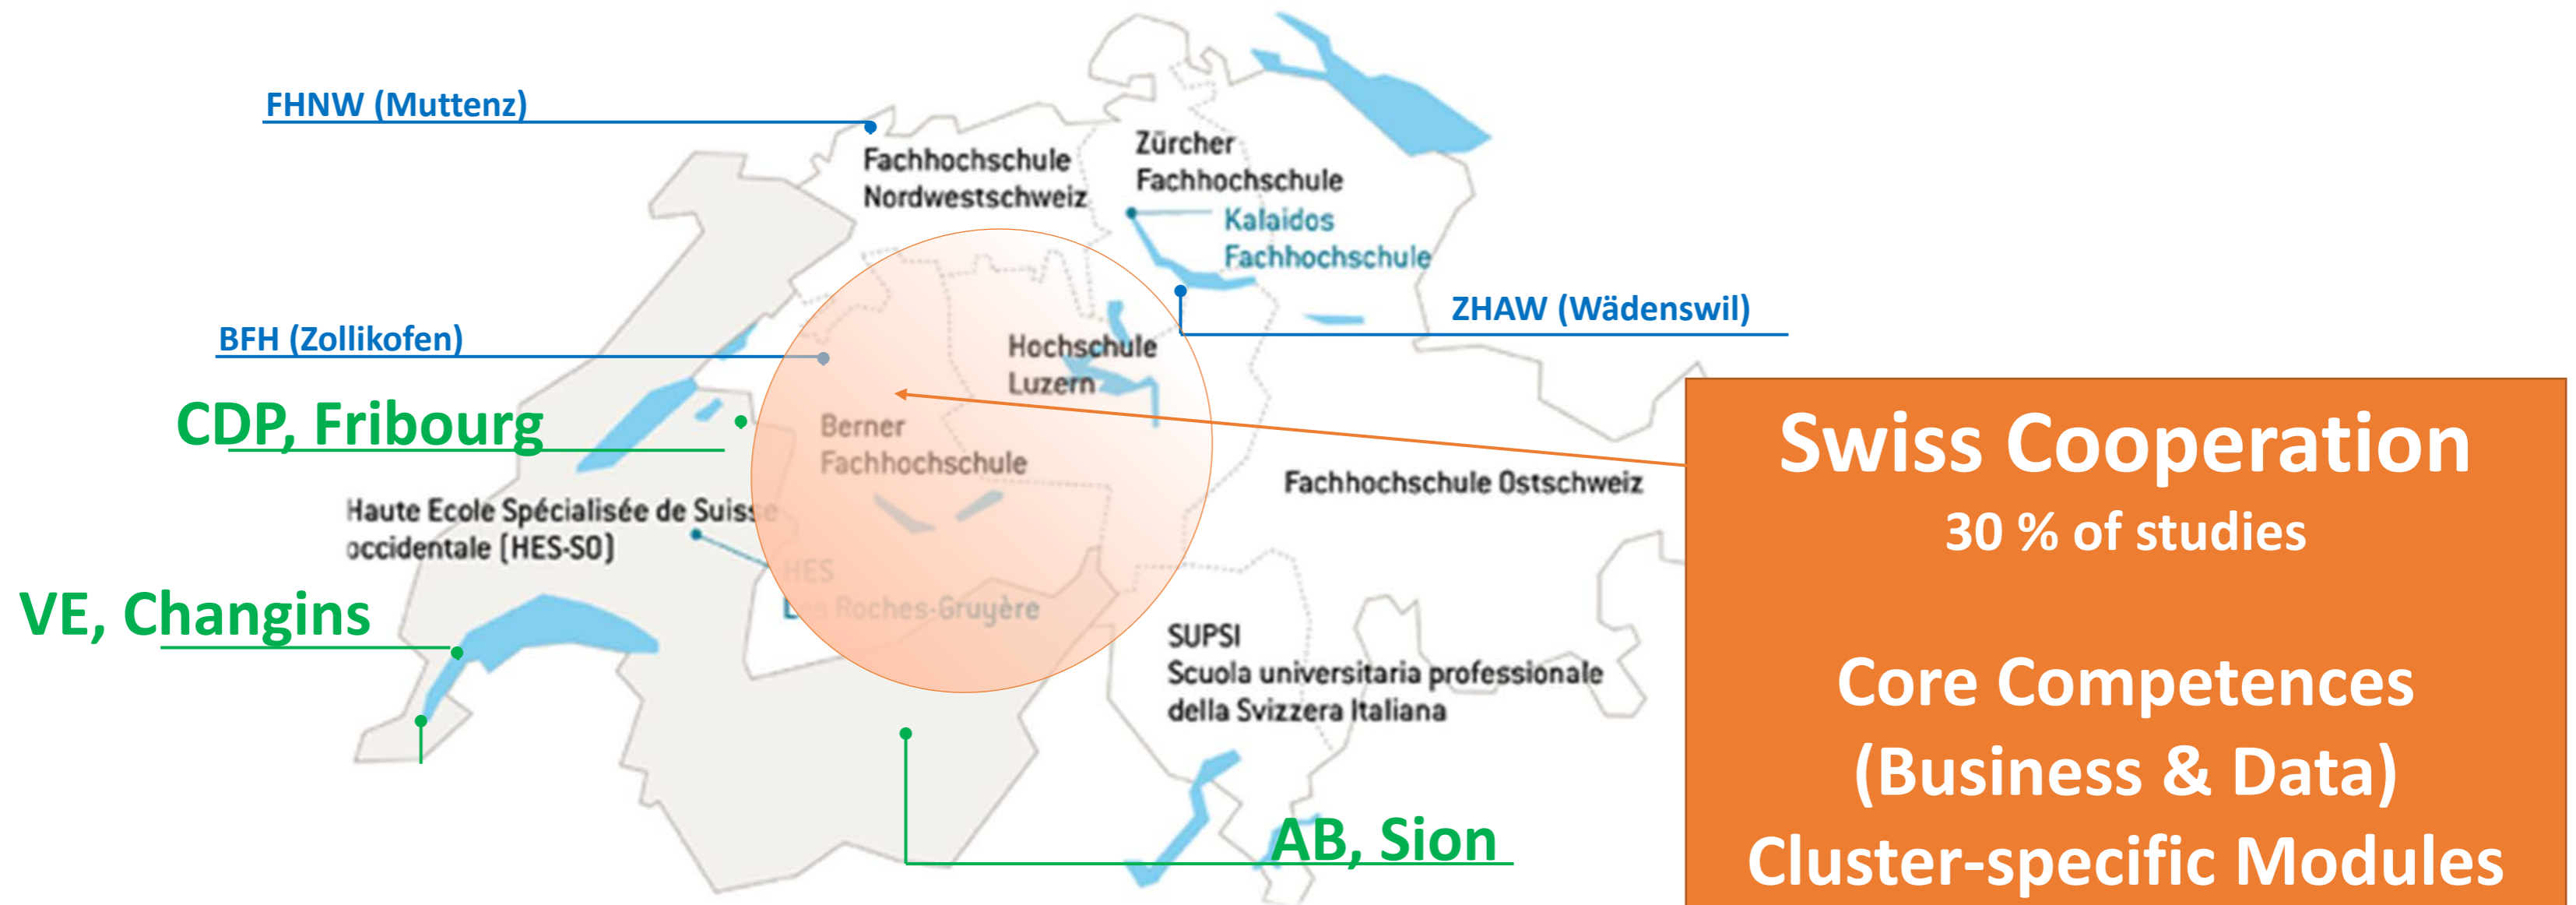 FHNW (Muttenz)
Fachhochschule
Nordwestschweiz
Zürcher
Fachhochschule
Kalaidos
Fachhochschule
ZHAW (Wädenswil)
BFH (Zollikofen)
Hochschule
Luzern
CDP, Fribourg
Berner
Fachhochschule
Fachhochschule Ostschweiz
Haute Ecole Spécialisée de Suisse
occidentale (HES-SO)
HES
Les Roches-Gruyère
VE, Changins
SUPSI
Scuola universitaria professionale
della Svizzera Italiana
AB, Sion
Swiss Cooperation
30 % of studies
Core Competences
(Business & Data)
Cluster-specific Modules